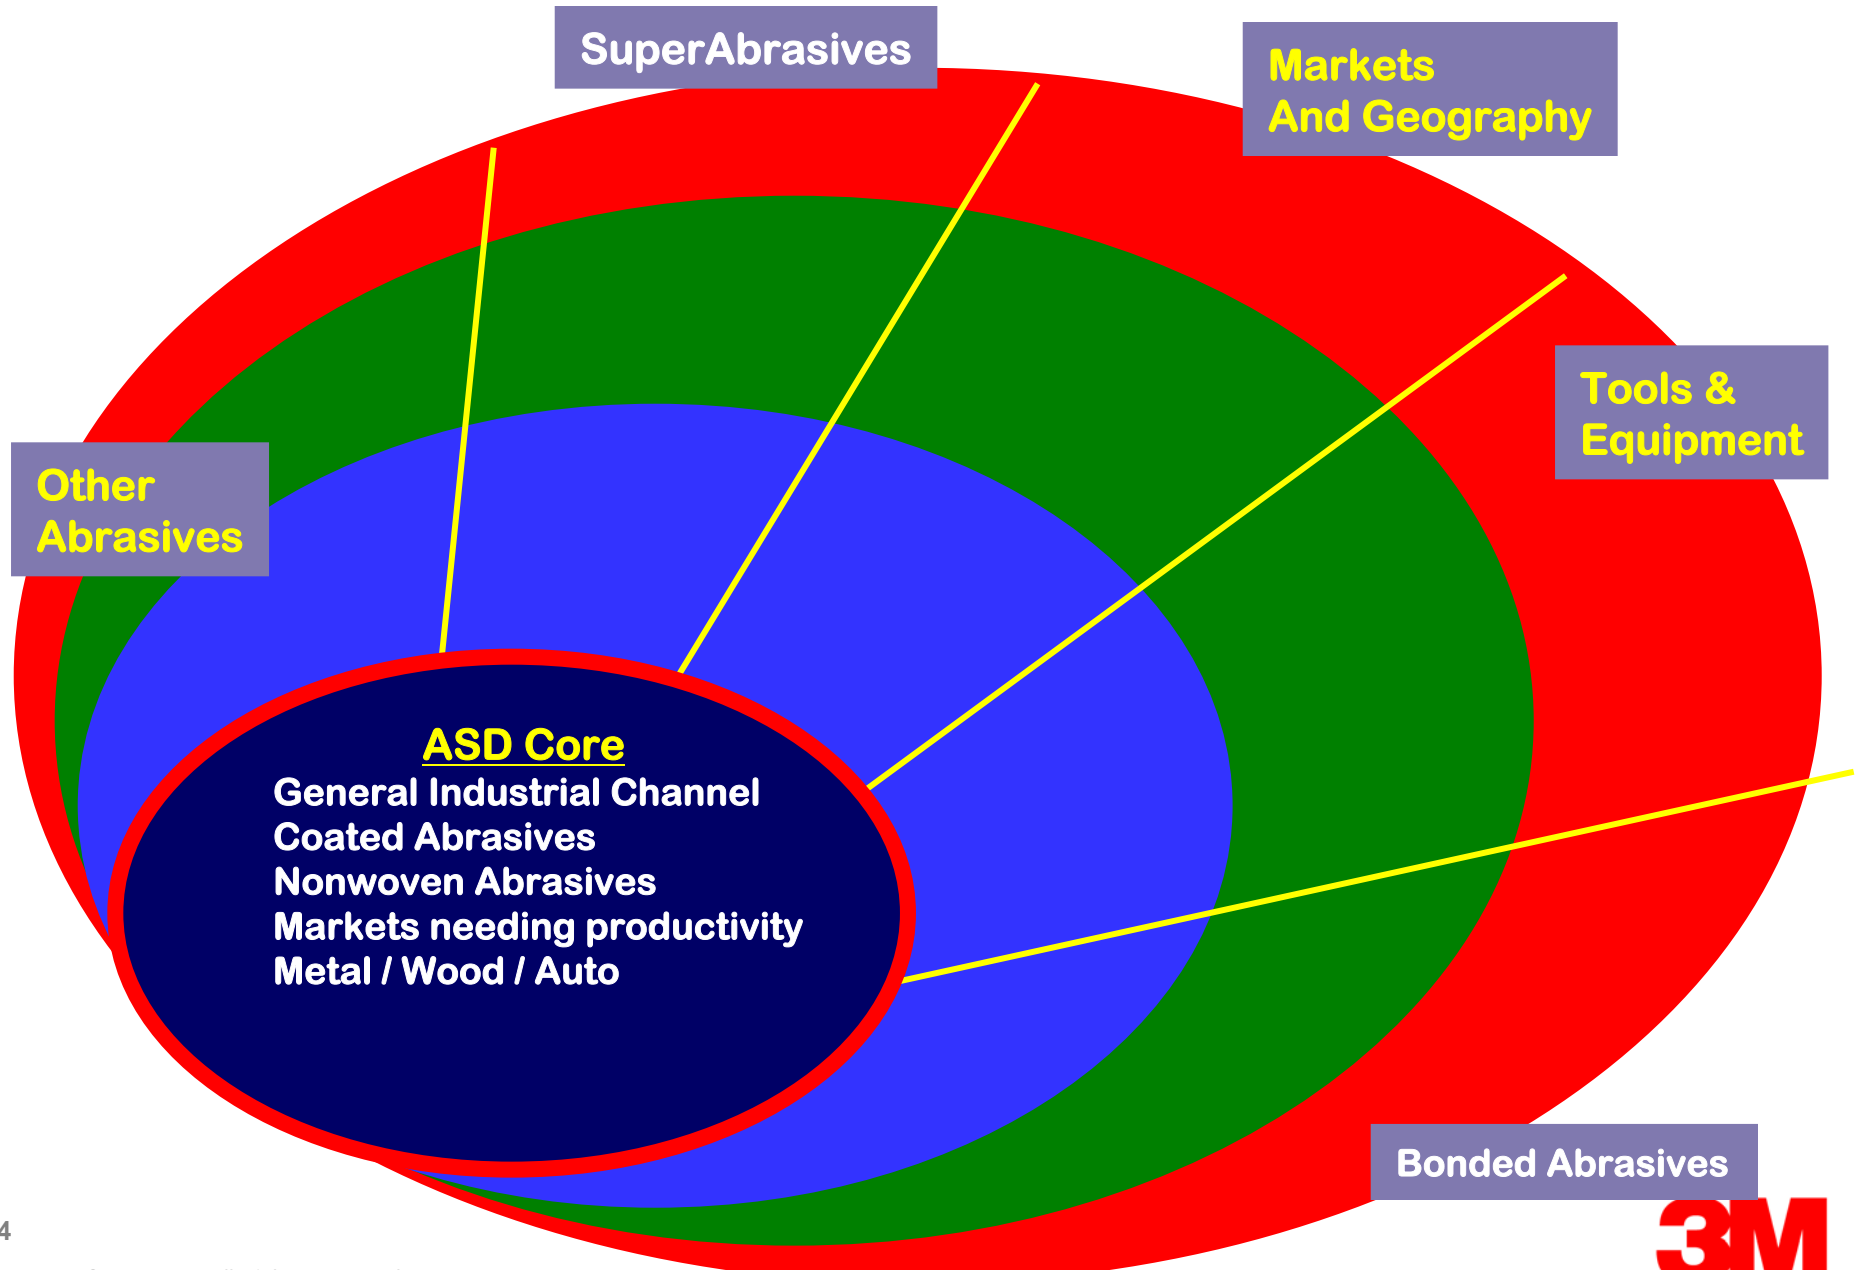 SuperAbrasives
Markets
And Geography
Tools &
Equipment
Other
Abrasives
ASD Core
General Industrial Channel
Coated Abrasives
Nonwoven Abrasives
Markets needing productivity
Metal / Wood / Auto
Bonded Abrasives
4
3M